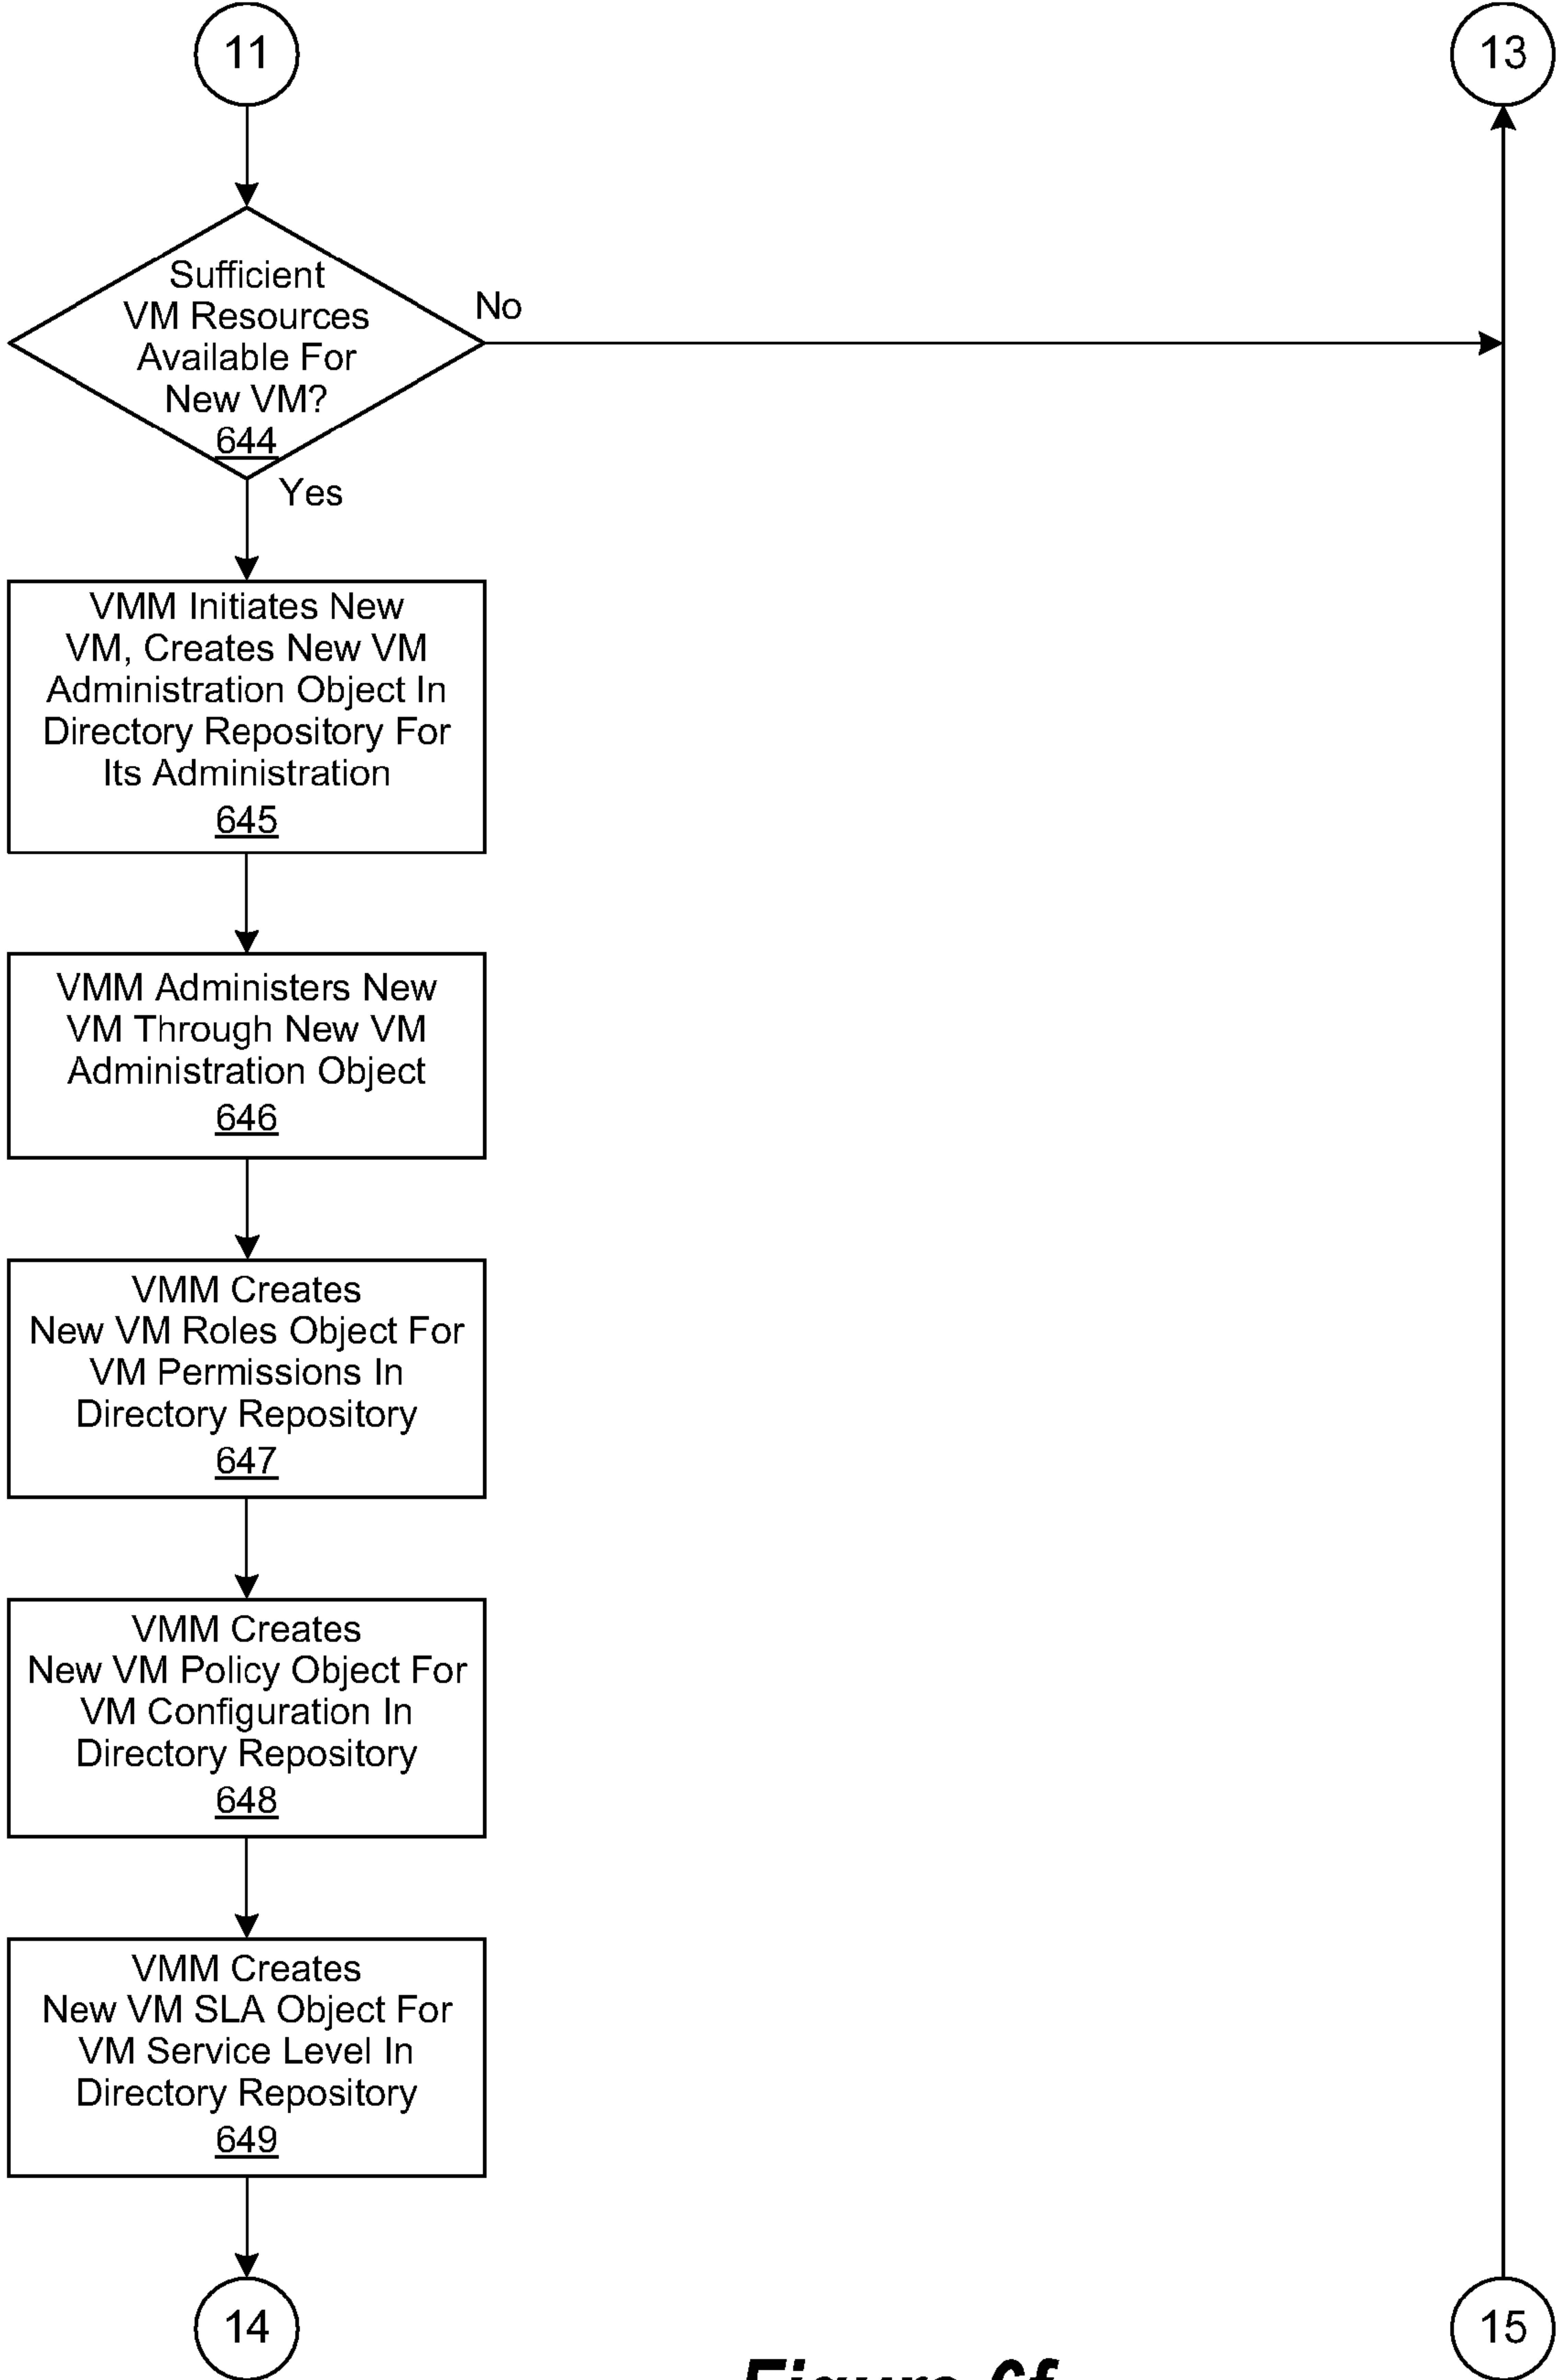 11
13
Sufficient
VM Resources
Available For
New VM?
644
No
Yes
VMM Initiates New
VM, Creates New VM
Administration Object In
Directory Repository For
Its Administration
645
VMM Administers New
VM Through New VM
Administration Object
646
VMM Creates
New VM Roles Object For
VM Permissions In
Directory Repository
647
VMM Creates
New VM Policy Object For
VM Configuration In
Directory Repository
648
VMM Creates
New VM SLA Object For
VM Service Level In
Directory Repository
649
14
15
Figure 6f